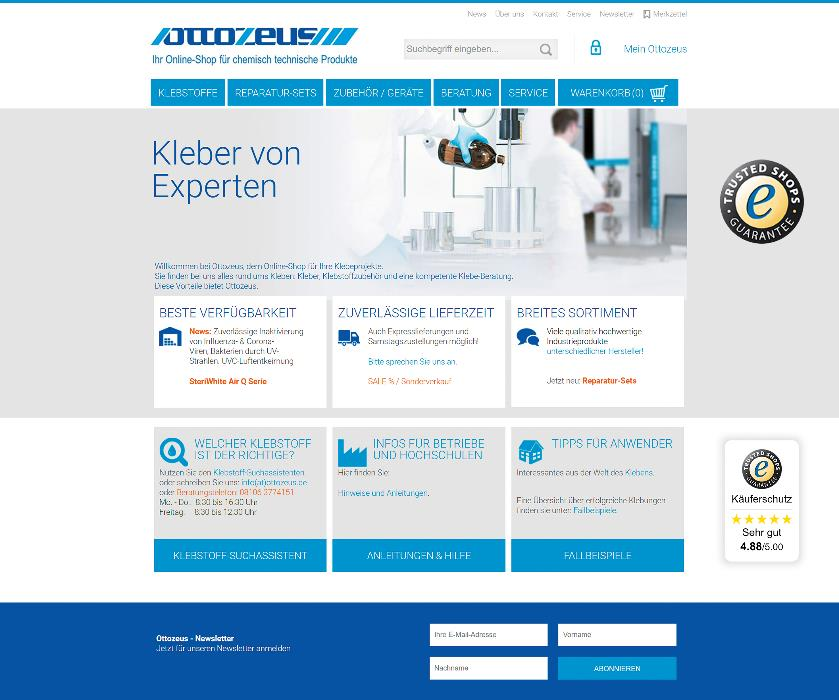 News Über uns Kontakt Service Newsletter Merkzettel
OTTOZEUS
Ihr Online-Shop für chemisch technische Produkte
Suchbegriff eingeben...
Mein Ottozeus
KLEBSTOFFE
REPARATUR-SETS
ZUBEHÖR / GERÄTE
BERATUNG
SERVICE
WARENKORB (0)
Kleber von
Experten
TRUSTED SHOPS
e
GUARANTEE
Willkommen bei Ottozeus, dem Online-Shop für Ihre Klebeprojekte.
Sie finden bei uns alles rund ums Kleben: Kleber, Klebstoffzubehör und eine kompetente Klebe-Beratung.
Diese Vorteile bietet Ottozeus.
BESTE VERFÜGBARKEIT
News: Zuverlässige Inaktivierung
von Influenza- & Corona-
Viren, Bakterien durch UV-
Strahlen. UVC-Luftentkeimung
SteriWhite Air Q Serie
ZUVERLÄSSIGE LIEFERZEIT
Auch Expresslieferungen und
Samstagszustellungen möglich!
Bitte sprechen Sie uns an.
SALE % / Sonderverkauf
BREITES SORTIMENT
Viele qualitativ hochwertige
Industrieprodukte
unterschiedlicher Hersteller!
Jetzt neu: Reparatur-Sets
WELCHER KLEBSTOFF
IST DER RICHTIGE?
Nutzen Sie den Klebstoff-Suchassistenten
oder schreiben Sie uns: info(at)ottozeus.de
oder Beratungstelefon: 08106 3774151
Mo. - Do.: 8:30 bis 16:30 Uhr
Freitag: 8:30 bis 12:30 Uhr
KLEBSTOFF SUCHASSISTENT
INFOS FÜR BETRIEBE
UND HOCHSCHULEN
Hier finden Sie:
Hinweise und Anleitungen.
ANLEITUNGEN & HILFE
TIPPS FÜR ANWENDER
Interessantes aus der Welt des Klebens.
Eine Übersicht über erfolgreiche Klebungen
finden sie unter: Fallbeispiele.
FALLBEISPIELE
TRUSTED SHOPS
e
GUARANTEE
Käuferschutz
Sehr gut
4.88/5.00
Ottozeus - Newsletter
Jetzt für unseren Newsletter anmelden
Ihre E-Mail-Adresse
Vorname
Nachname
ABONNIEREN